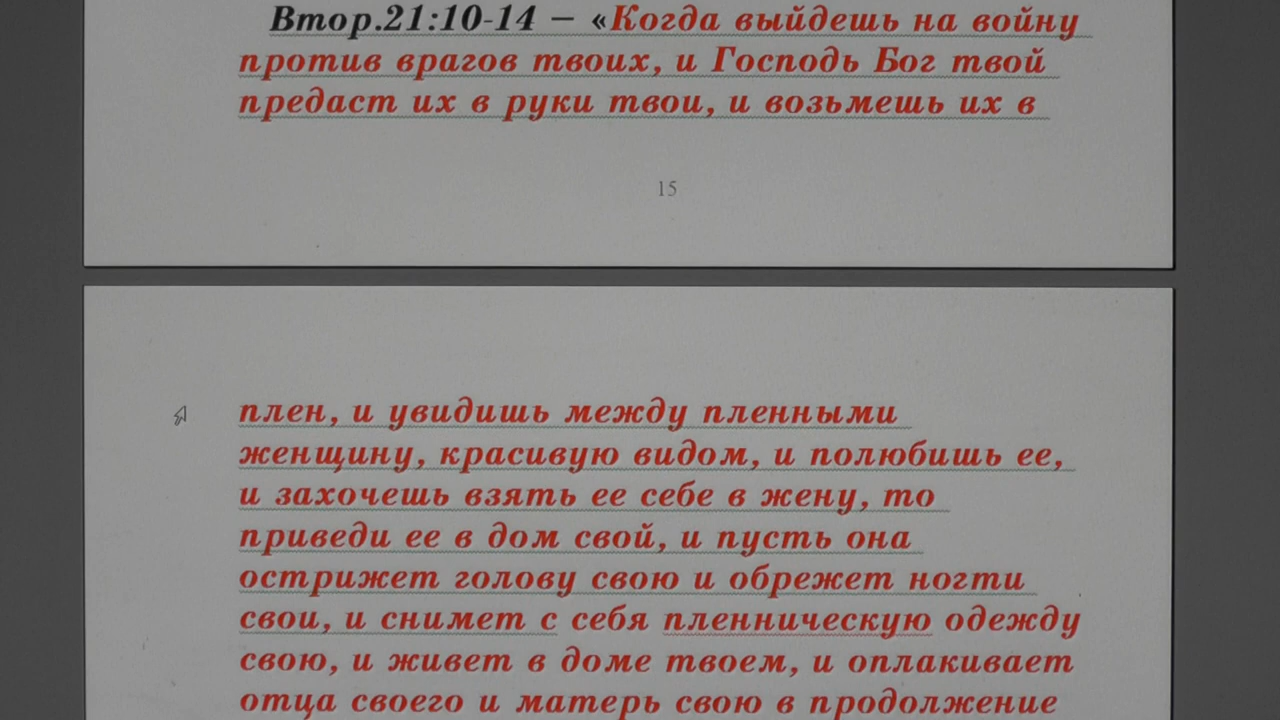 Втор.21:10-14 – «Когда выйдешь на войну
против врагов твоих, и Господь Бог твой
предаст их в руки твои, и возьмешь их в
15
плен, и увидишь между пленными
женщину, красивую видом, и полюбишь ее,
и захочешь взять ее себе в жену, то
приведи ее в дом свой, и пусть она
острижет голову свою и обрежет ногти
свои, и снимет с себя пленническую одежду
свою, и живет в доме твоем, и оплакивает
отца своего и матерь свою в продолжение